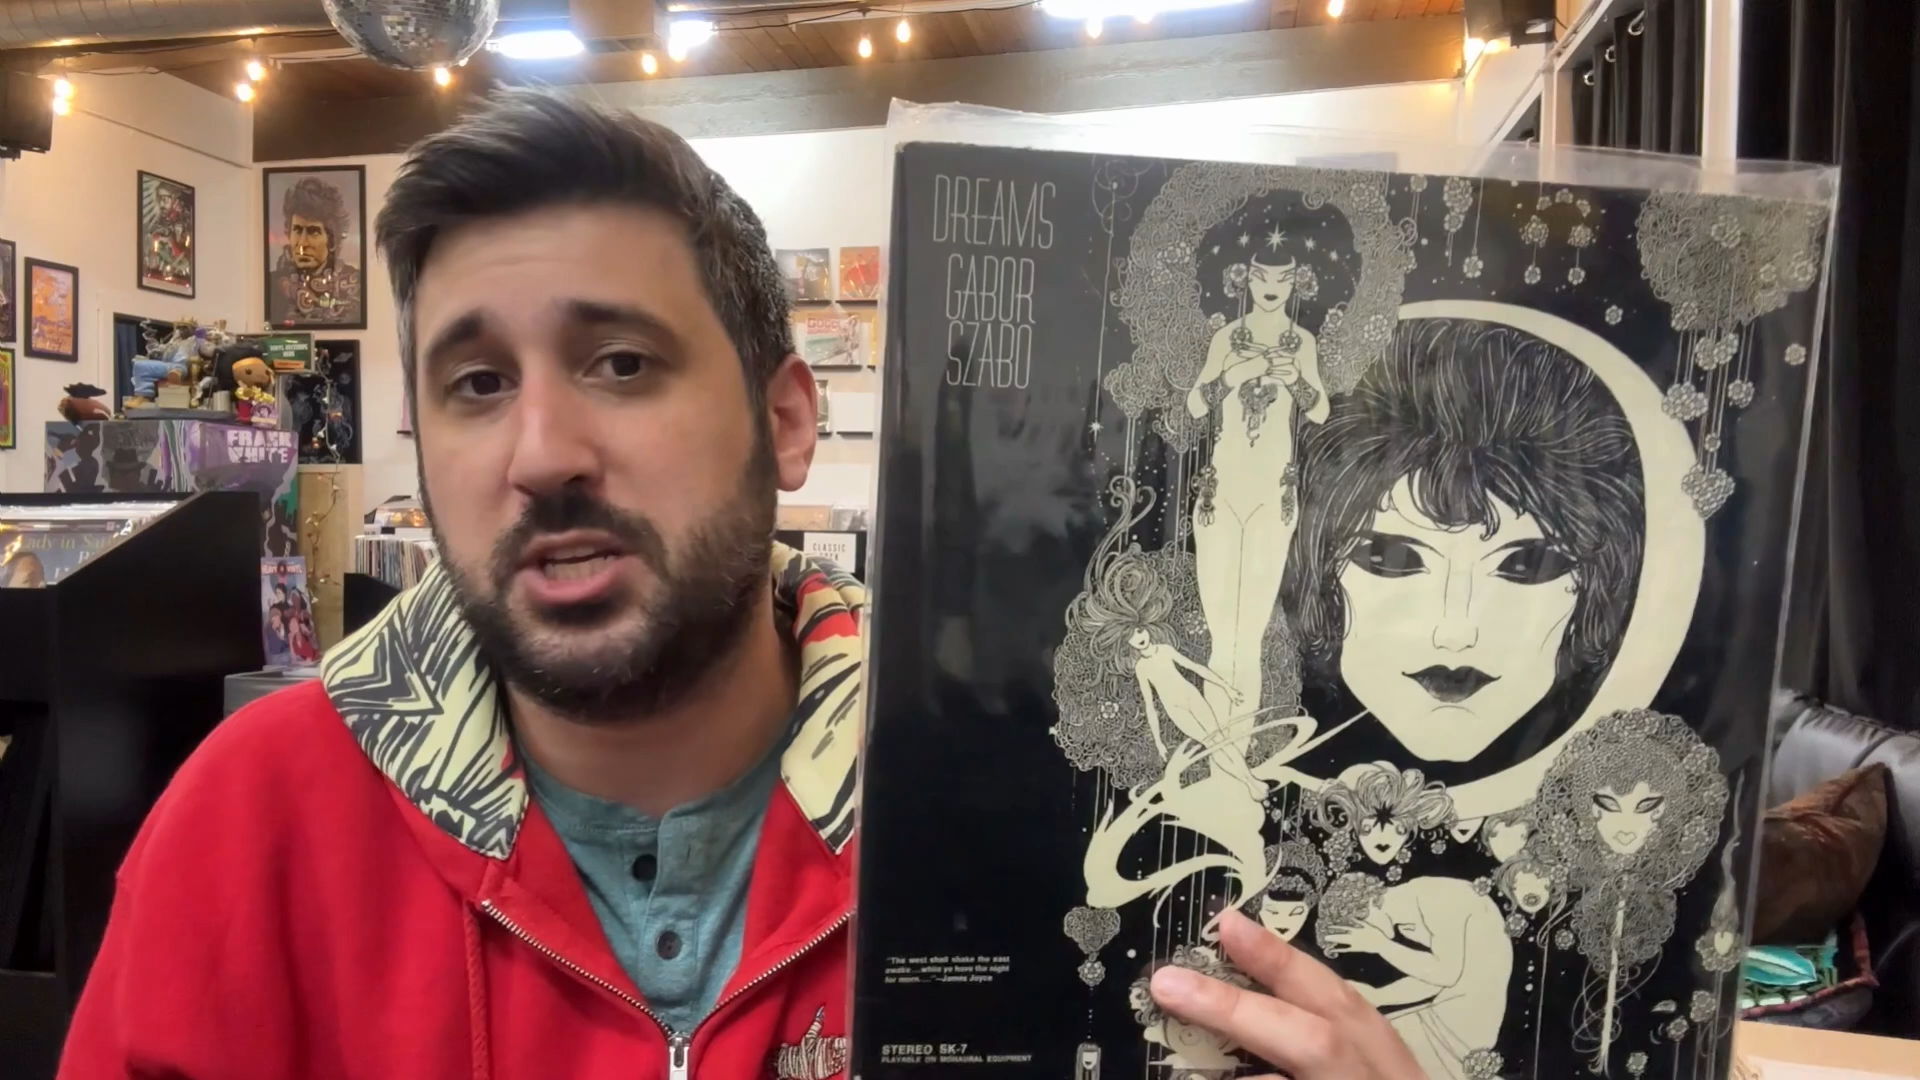 DREAMS
GABOR
SZABO
"The west shall shake the east
awake....while ye have the night
for morn...."—James Joyce
STEREO SK-7
PLAYABLE ON MONAURAL EQUIPMENT
FRANK
WHITE
CLASSIC